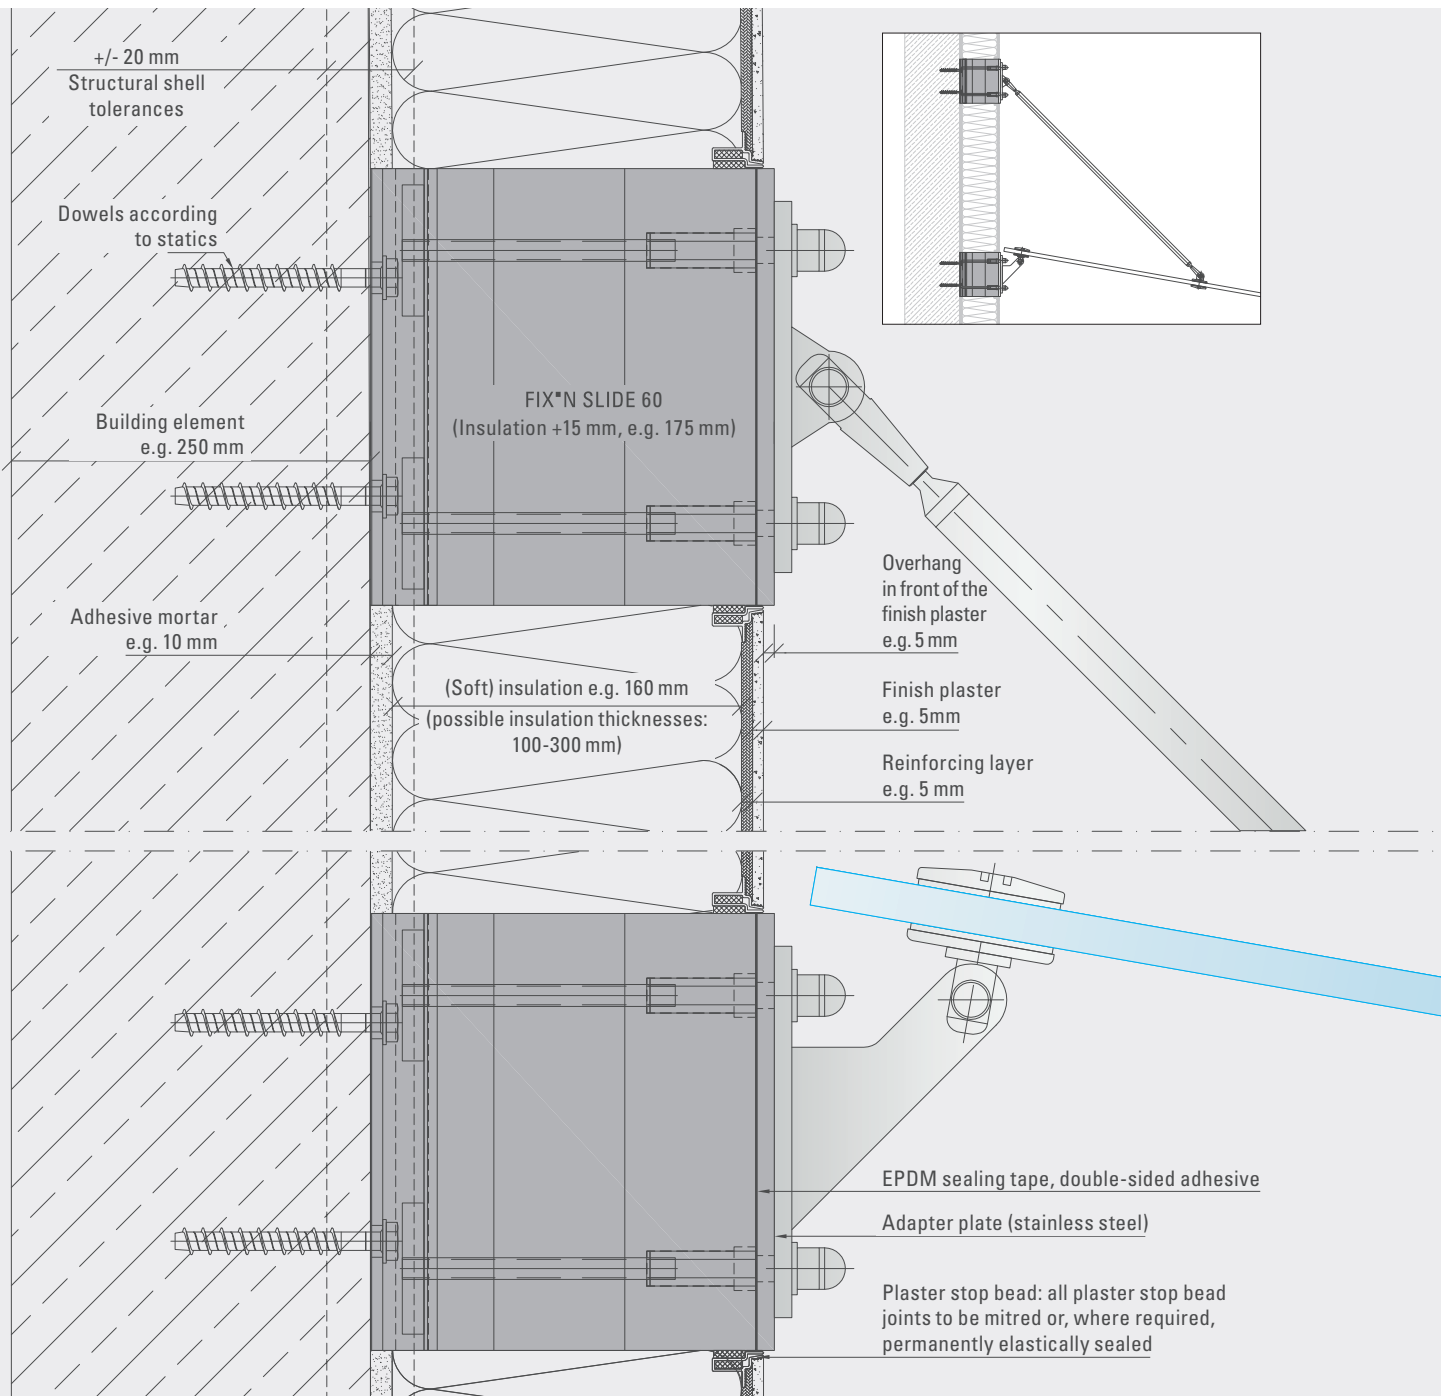 +/- 20 mm
Structural shell
tolerances
Dowels according
to statics
FIX■N SLIDE 60
(Insulation +15 mm, e.g. 175 mm)
Building element
e.g. 250 mm
Adhesive mortar
e.g. 10 mm
Overhang
in front of the
finish plaster
e.g. 5 mm
(Soft) insulation e.g. 160 mm
(possible insulation thicknesses:
100-300 mm)
Finish plaster
e.g. 5mm
Reinforcing layer
e.g. 5 mm
EPDM sealing tape, double-sided adhesive
Adapter plate (stainless steel)
Plaster stop bead: all plaster stop bead
joints to be mitred or, where required,
permanently elastically sealed